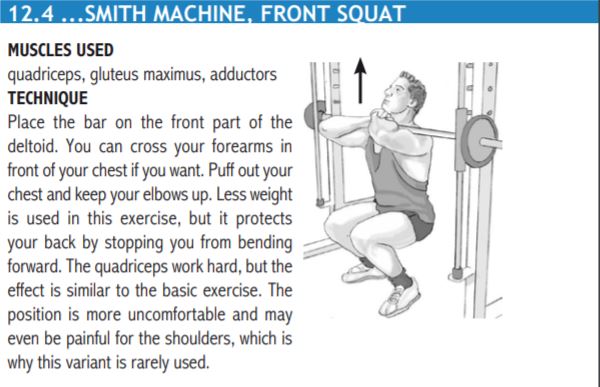 12.4 ...SMITH MACHINE, FRONT SQUAT
MUSCLES USED
quadriceps, gluteus maximus, adductors
TECHNIQUE
Place the bar on the front part of the
deltoid. You can cross your forearms in
front of your chest if you want. Puff out your
chest and keep your elbows up. Less weight
is used in this exercise, but it protects
your back by stopping you from bending
forward. The quadriceps work hard, but the
effect is similar to the basic exercise. The
position is more uncomfortable and may
even be painful for the shoulders, which is
why this variant is rarely used.